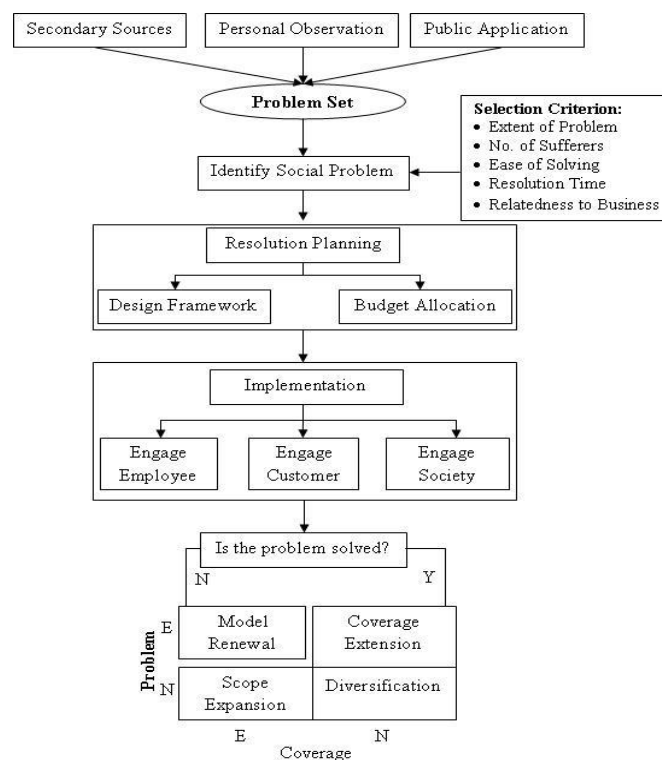 Secondary Sources
Personal Observation
Public Application
Problem Set
Selection Criterion:
• Extent of Problem
• No. of Sufferers
• Ease of Solving
• Resolution Time
• Relatedness to Business
Identify Social Problem
Resolution Planning
Design Framework
Budget Allocation
Implementation
Engage
Employee
Engage
Customer
Engage
Society
Is the problem solved?
N
Y
Problem
E
Model
Renewal
Coverage
Extension
N
Scope
Expansion
Diversification
E
N
Coverage